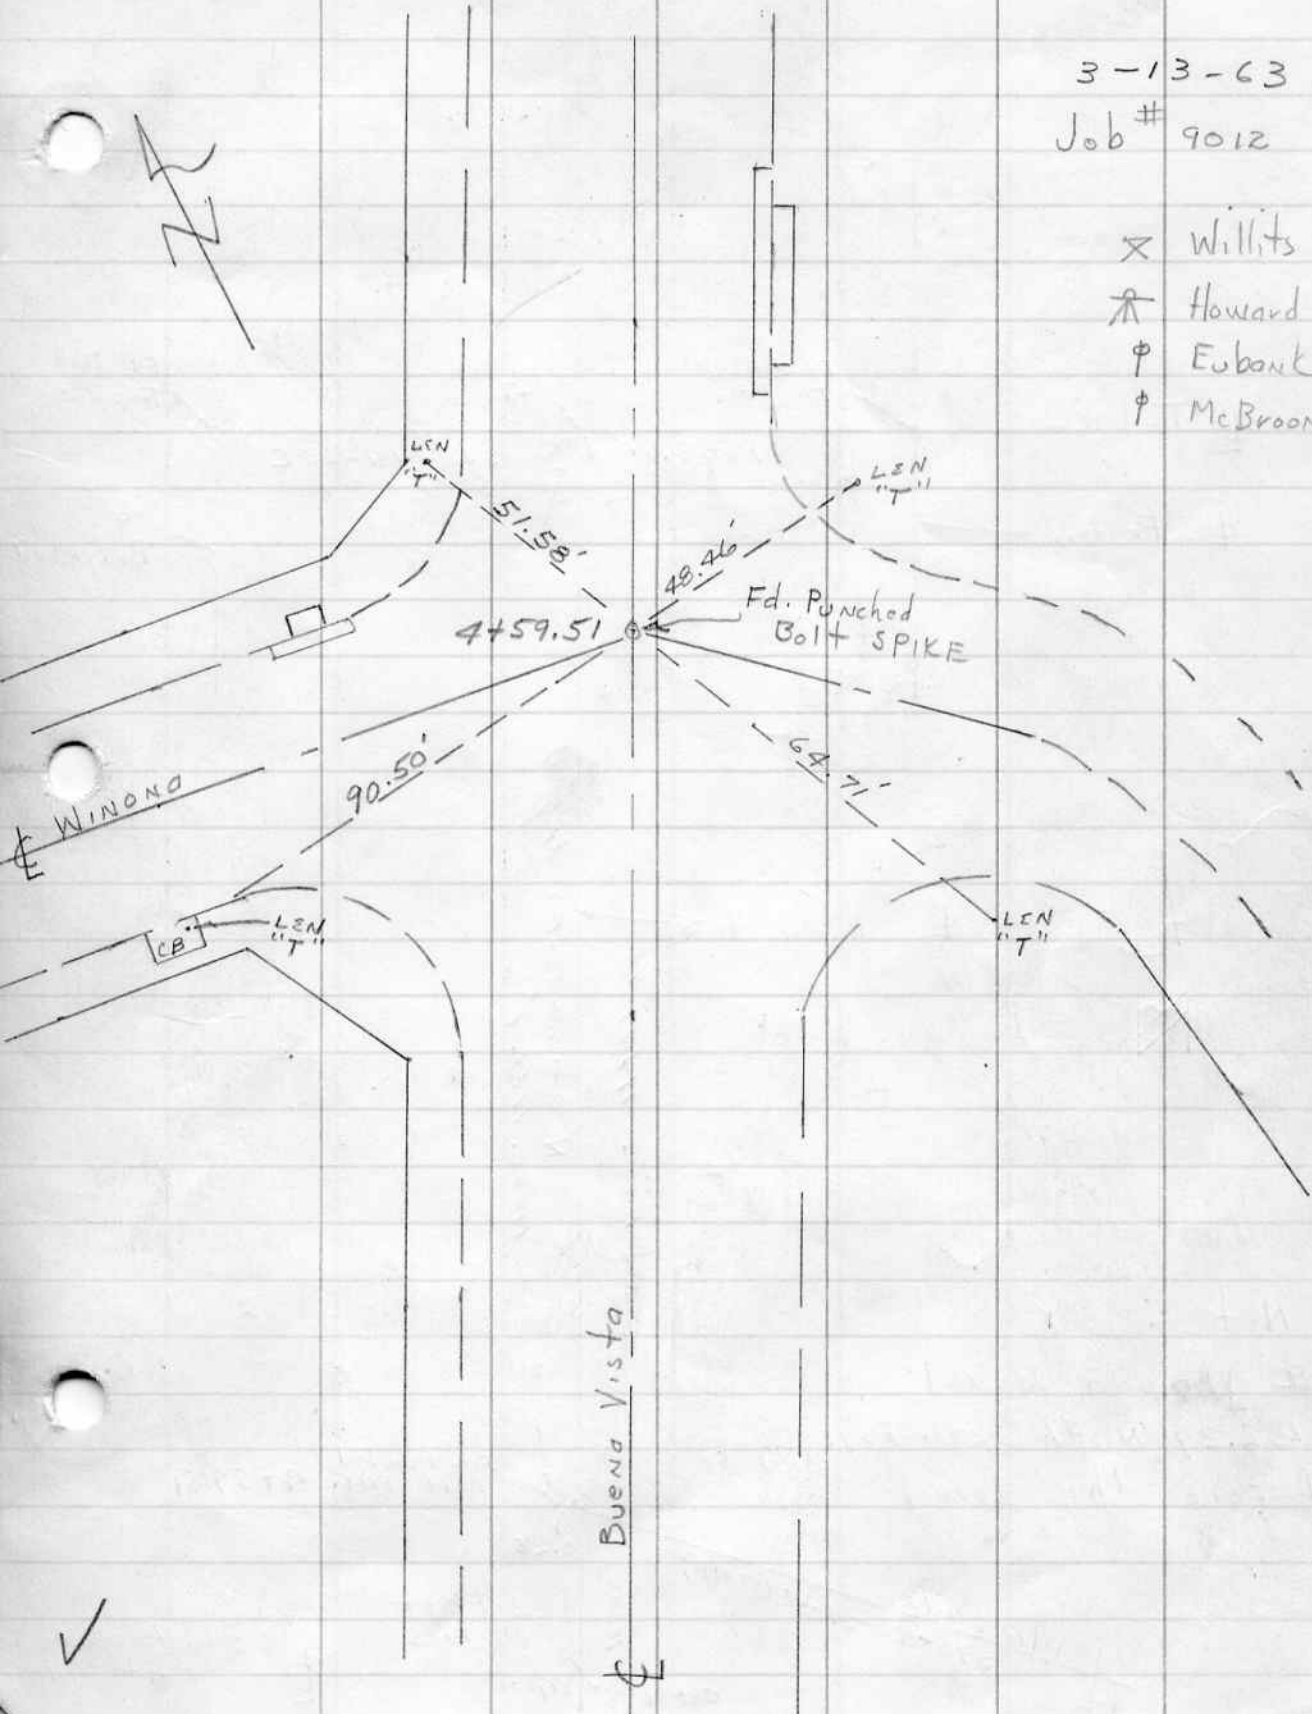 3-13-63
Job # 9012
Willits
Howard
Eubank
McBroom
N
LEN
"T"
LEN
"T"
51.58'
48.46'
4+59.51
Fd. Punched
Bolt SPIKE
90.50'
64.71'
℄ WINONA
CB
LEN
"T"
LEN
"T"
Buena Vista
℄